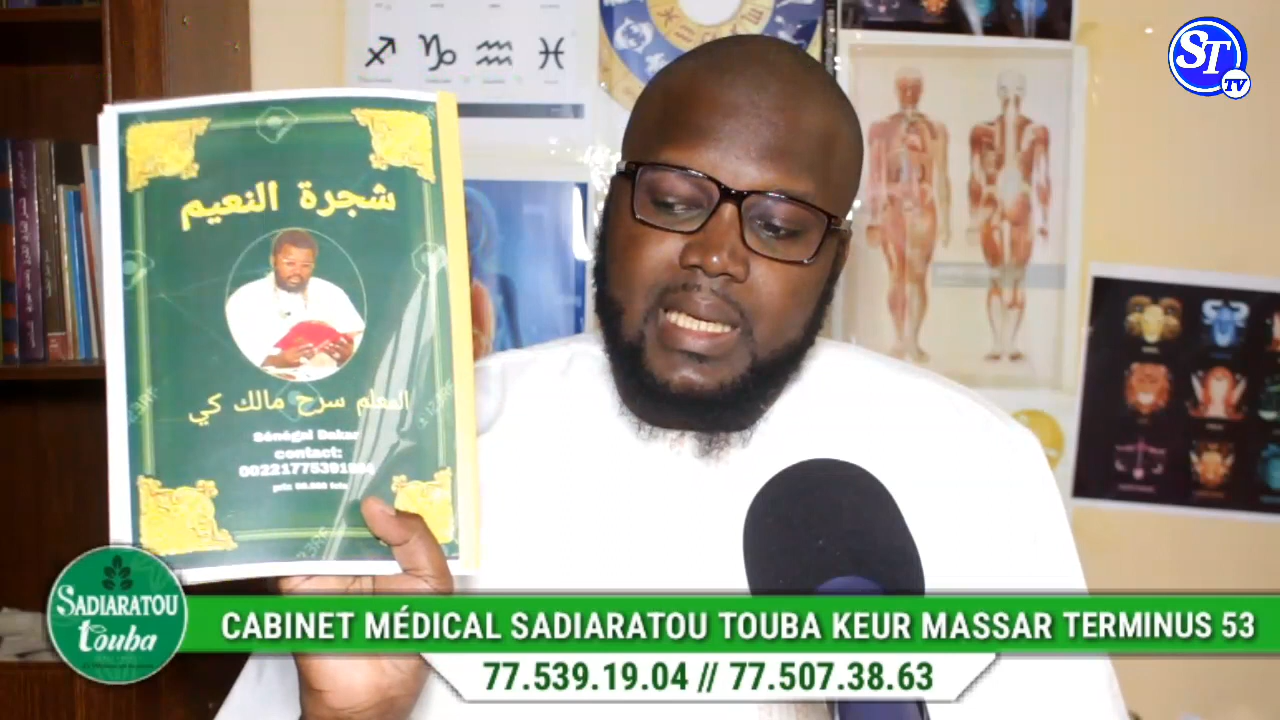 ST
TV
شجرة النعيم
المعلم سرح مالك كي
Sénégal Dakar
contact:
SADIARATOU
touba
CABINET MÉDICAL SADIARATOU TOUBA KEUR MASSAR TERMINUS 53
77.539.19.04 // 77.507.38.63